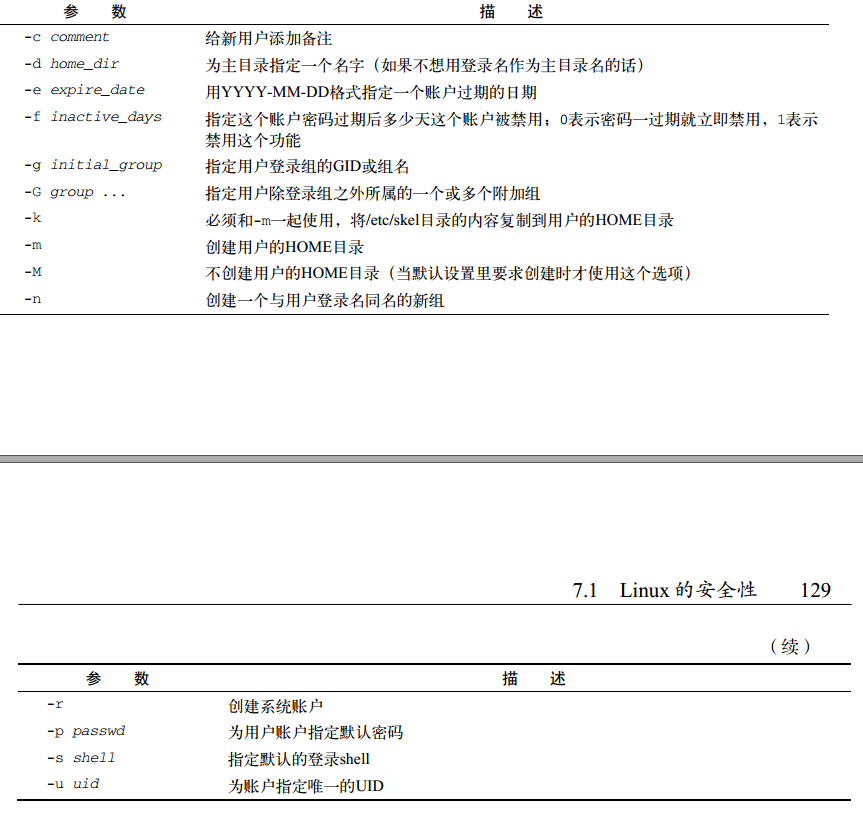 参 数 描 述
-c comment 给新用户添加备注
-d home_dir 为主目录指定一个名字（如果不想用登录名作为主目录名的话）
-e expire_date 用YYYY-MM-DD格式指定一个账户过期的日期
-f inactive_days 指定这个账户密码过期后多少天这个账户被禁用；0表示密码一过期就立即禁用，1表示
禁用这个功能
-g initial_group 指定用户登录组的GID或组名
-G group ... 指定用户除登录组之外所属的一个或多个附加组
-k 必须和-m一起使用，将/etc/skel目录的内容复制到用户的HOME目录
-m 创建用户的HOME目录
-M 不创建用户的HOME目录（当默认设置里要求创建时才使用这个选项）
-n 创建一个与用户登录名同名的新组
7.1 Linux 的安全性 129
（续）
参 数 描 述
-r 创建系统账户
-p passwd 为用户账户指定默认密码
-s shell 指定默认的登录shell
-u uid 为账户指定唯一的UID